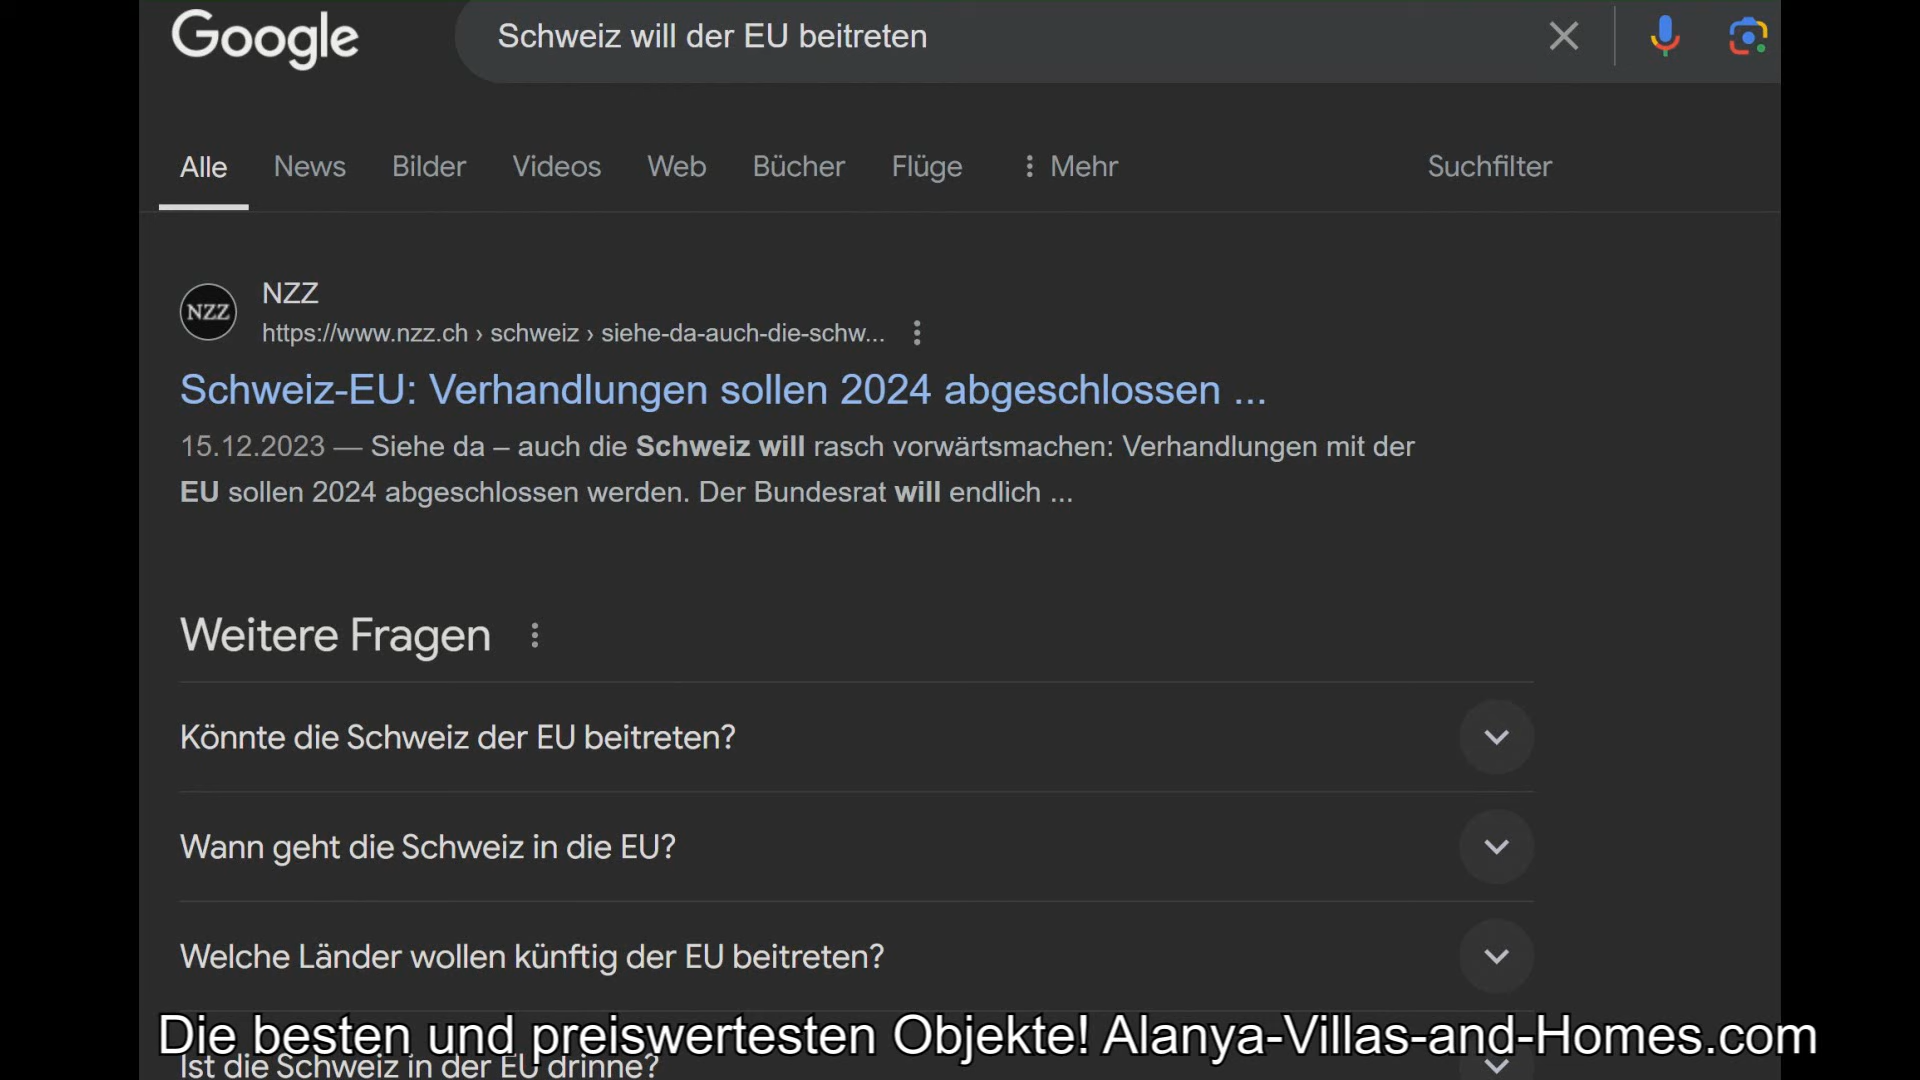 Google
Schweiz will der EU beitreten
Alle News Bilder Videos Web Bücher Flüge Mehr Suchfilter
NZZ
NZZ
https://www.nzz.ch › schweiz › siehe-da-auch-die-schw...
Schweiz-EU: Verhandlungen sollen 2024 abgeschlossen ...
15.12.2023 — Siehe da – auch die Schweiz will rasch vorwärtsmachen: Verhandlungen mit der
EU sollen 2024 abgeschlossen werden. Der Bundesrat will endlich ...
Weitere Fragen
Könnte die Schweiz der EU beitreten?
Wann geht die Schweiz in die EU?
Welche Länder wollen künftig der EU beitreten?
Die besten und preiswertesten Objekte! Alanya-Villas-and-Homes.com
Ist die Schweiz in der EU drinne?